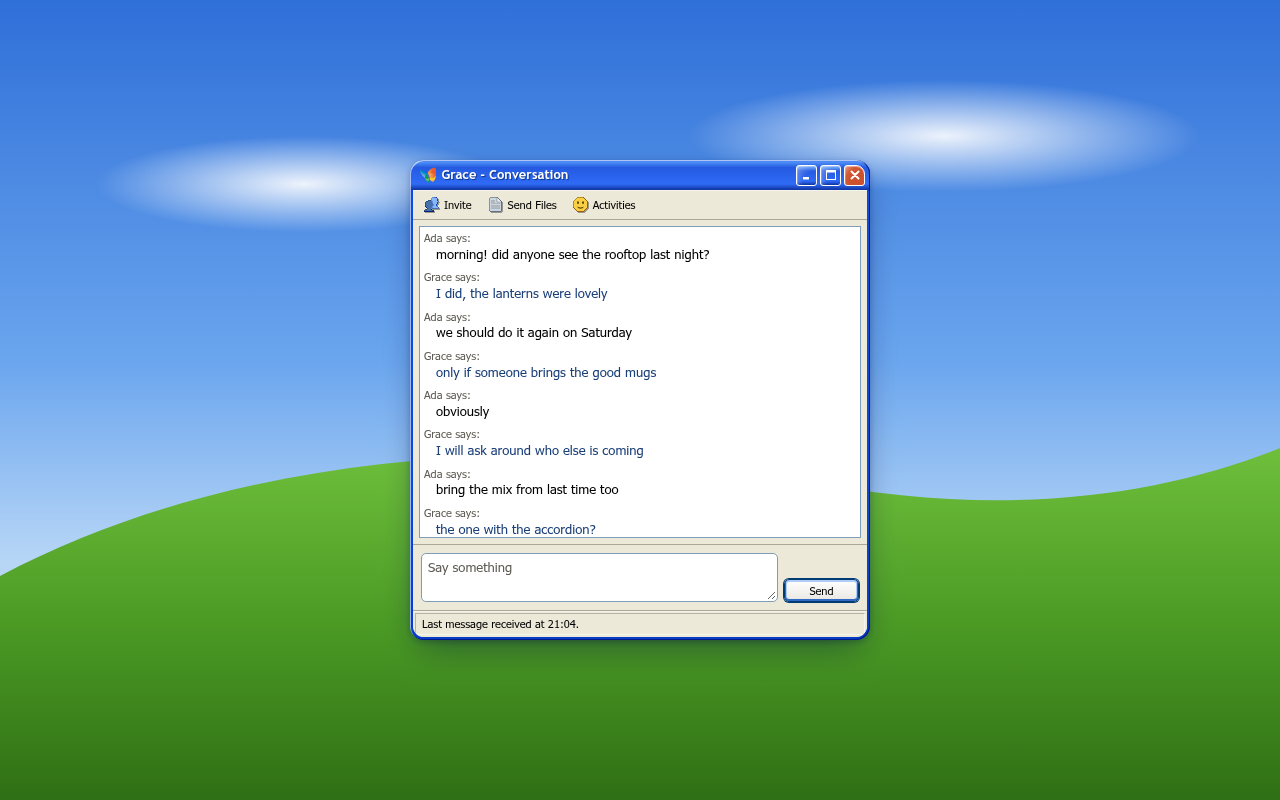 Grace - Conversation
Invite Send Files Activities
Ada says:
morning! did anyone see the rooftop last night?
Grace says:
I did, the lanterns were lovely
Ada says:
we should do it again on Saturday
Grace says:
only if someone brings the good mugs
Ada says:
obviously
Grace says:
I will ask around who else is coming
Ada says:
bring the mix from last time too
Grace says:
the one with the accordion?
Say something
Send
Last message received at 21:04.